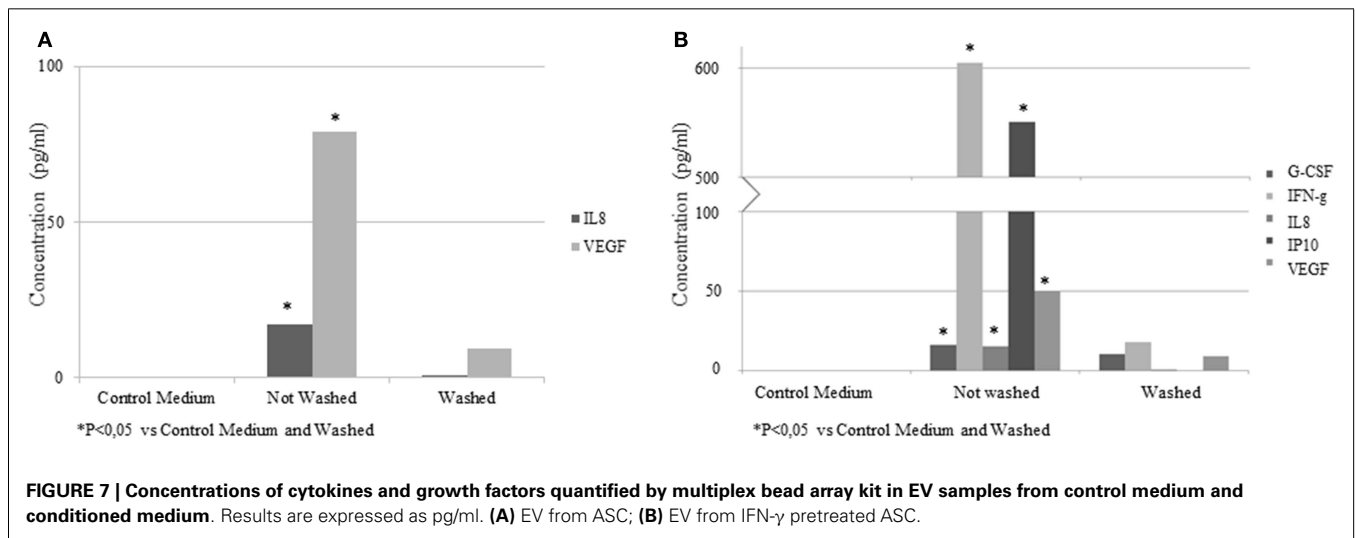 A
100
50
0
Concentration (pg/ml)
*
*
Control Medium
Not Washed
Washed
IL8
VEGF
*P<0,05 vs Control Medium and Washed
B
600
500
100
50
0
Concentration (pg/ml)
*
*
*
*
*
Control Medium
Not washed
Washed
G-CSF
IFN-g
IL8
IP10
VEGF
*P<0,05 vs Control Medium and Washed
FIGURE 7 | Concentrations of cytokines and growth factors quantified by multiplex bead array kit in EV samples from control medium and
conditioned medium. Results are expressed as pg/ml. (A) EV from ASC; (B) EV from IFN-γ pretreated ASC.